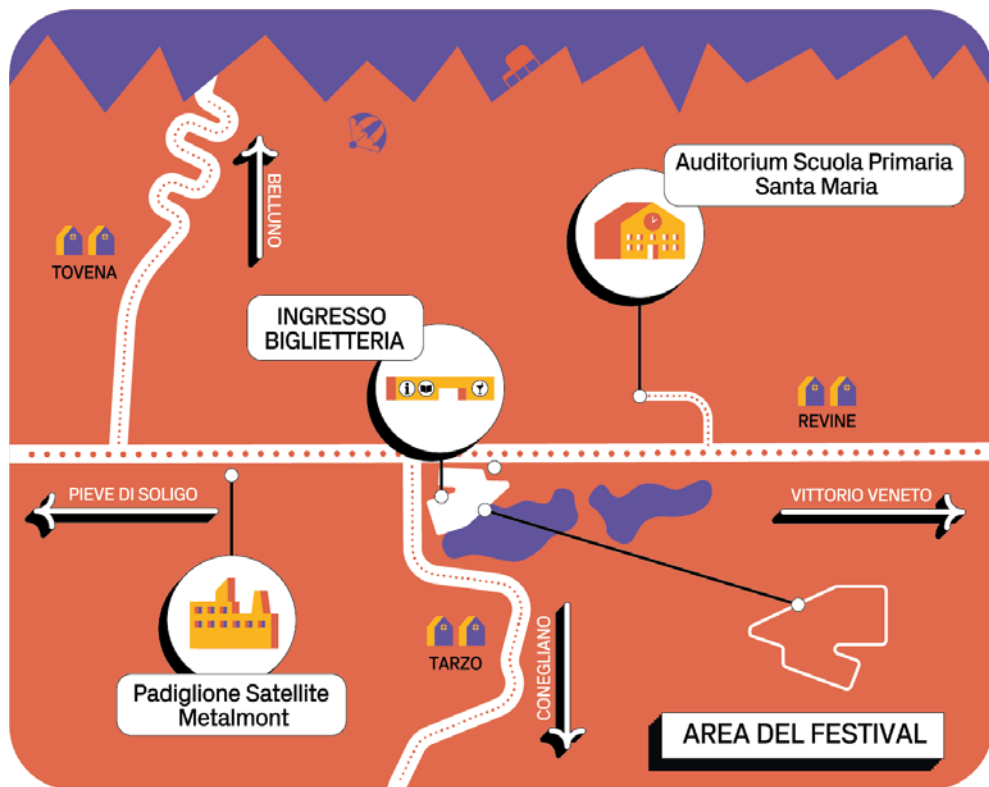 Auditorium Scuola Primaria
Santa Maria
BELLUNO
TOVENA
INGRESSO
BIGLIETTERIA
i
REVINE
PIEVE DI SOLIGO
VITTORIO VENETO
TARZO
CONEGLIANO
Padiglione Satellite
Metalmont
AREA DEL FESTIVAL